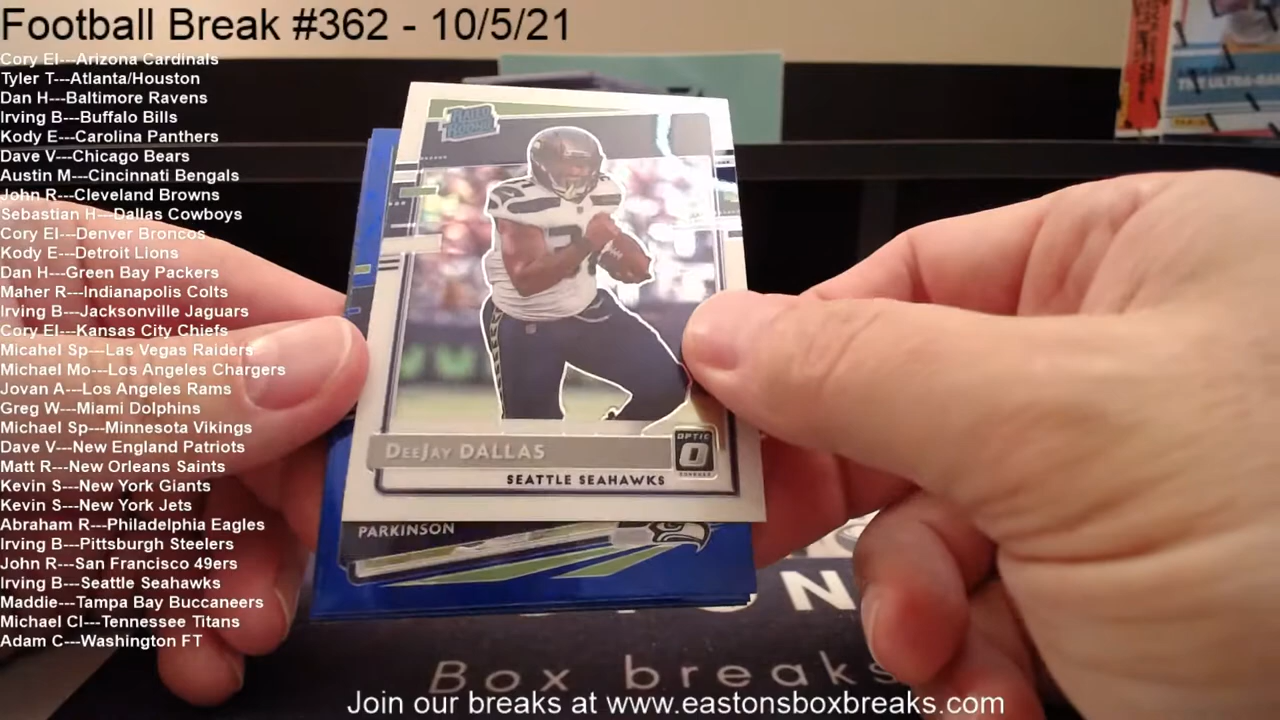 Football Break #362 - 10/5/21
Cory El---Arizona Cardinals
Tyler T---Atlanta/Houston
Dan H---Baltimore Ravens
Irving B---Buffalo Bills
Kody E---Carolina Panthers
Dave V---Chicago Bears
Austin M---Cincinnati Bengals
John R---Cleveland Browns
Sebastian H---Dallas Cowboys
Cory El---Denver Broncos
Kody E---Detroit Lions
Dan H---Green Bay Packers
Maher R---Indianapolis Colts
Irving B---Jacksonville Jaguars
Cory El---Kansas City Chiefs
Micahel Sp---Las Vegas Raiders
Michael Mo---Los Angeles Chargers
Jovan A---Los Angeles Rams
Greg W---Miami Dolphins
Michael Sp---Minnesota Vikings
Dave V---New England Patriots
Matt R---New Orleans Saints
Kevin S---New York Giants
Kevin S---New York Jets
Abraham R---Philadelphia Eagles
Irving B---Pittsburgh Steelers
John R---San Francisco 49ers
Irving B---Seattle Seahawks
Maddie---Tampa Bay Buccaneers
Michael Cl---Tennessee Titans
Adam C---Washington FT
RATED
ROOKIE
DeeJay DALLAS
OPTIC
SEATTLE SEAHAWKS
PARKINSON
Box breaks
Join our breaks at www.eastonsboxbreaks.com